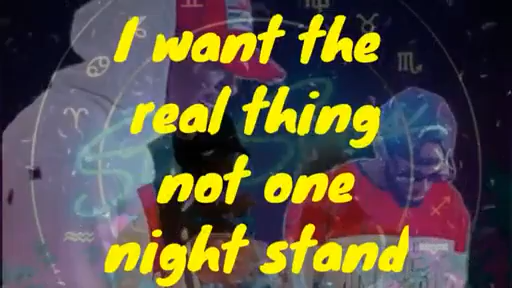 I want the
real thing
not one
night stand